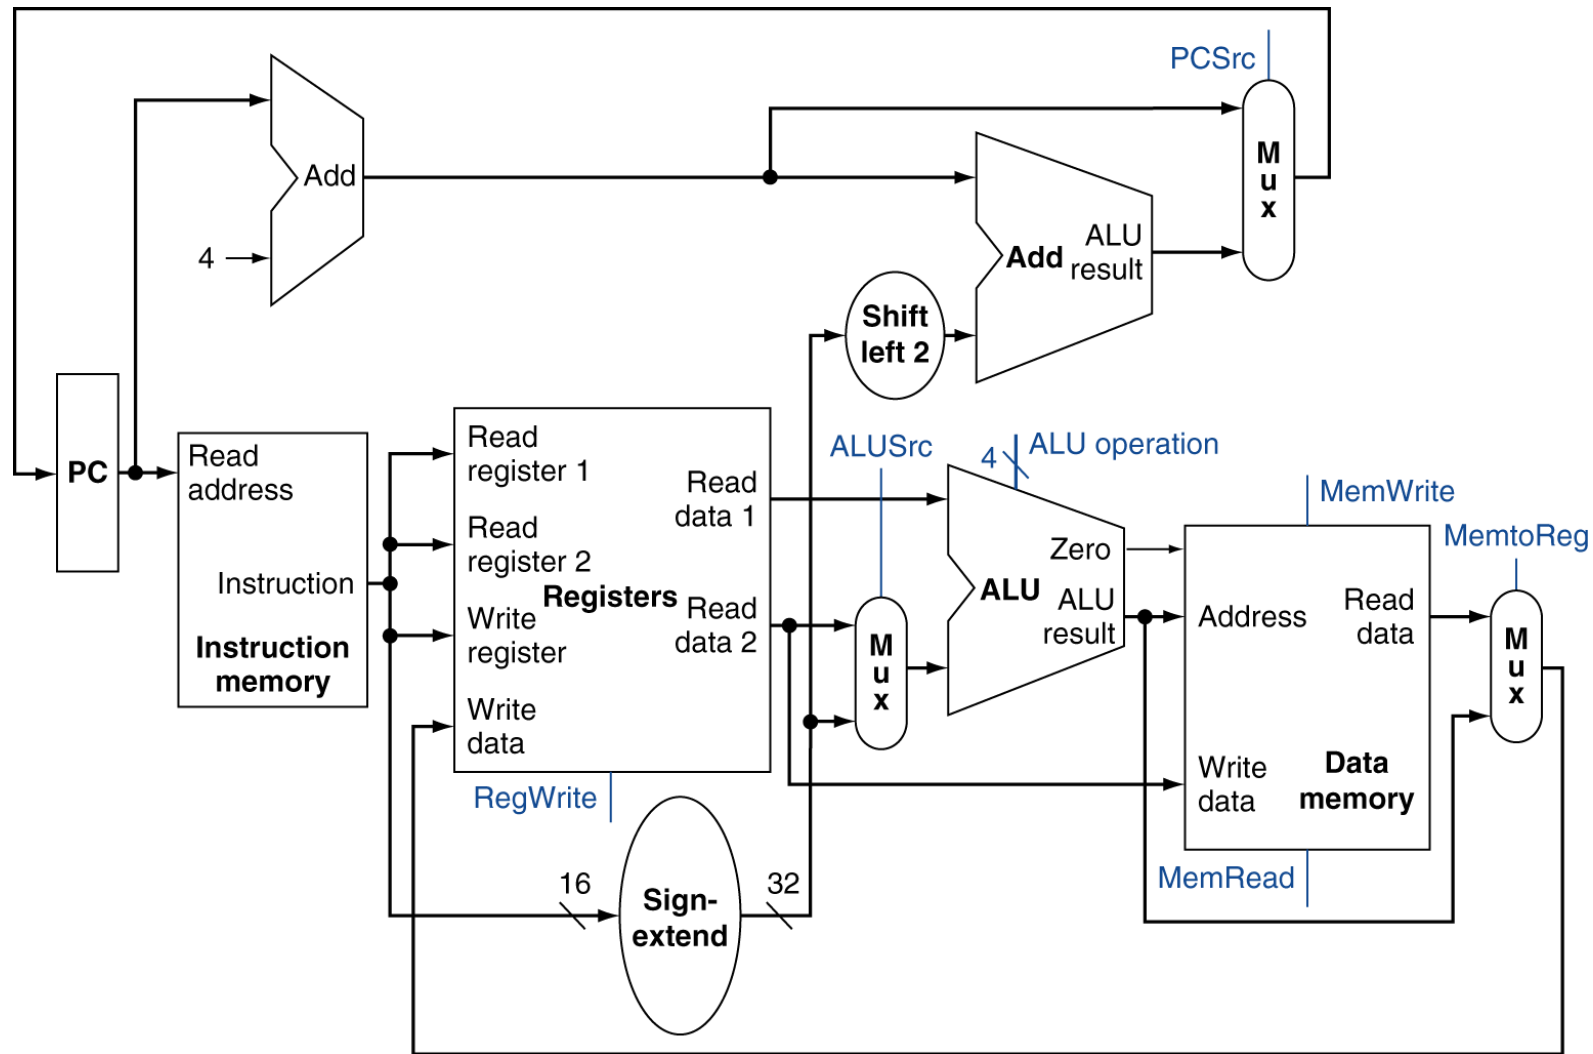 PCSrc
M
u
x
Add
4
Add
ALU
result
Shift
left 2
PC
Read
address
Instruction
Instruction
memory
Read
register 1
Read
register 2
Write
register
Write
data
Registers
Read
data 1
Read
data 2
RegWrite
16
Sign-
extend
32
ALUSrc
M
u
x
4
ALU operation
Zero
ALU
ALU
result
MemWrite
Address
Read
data
Write
data
Data
memory
MemRead
MemtoReg
M
u
x